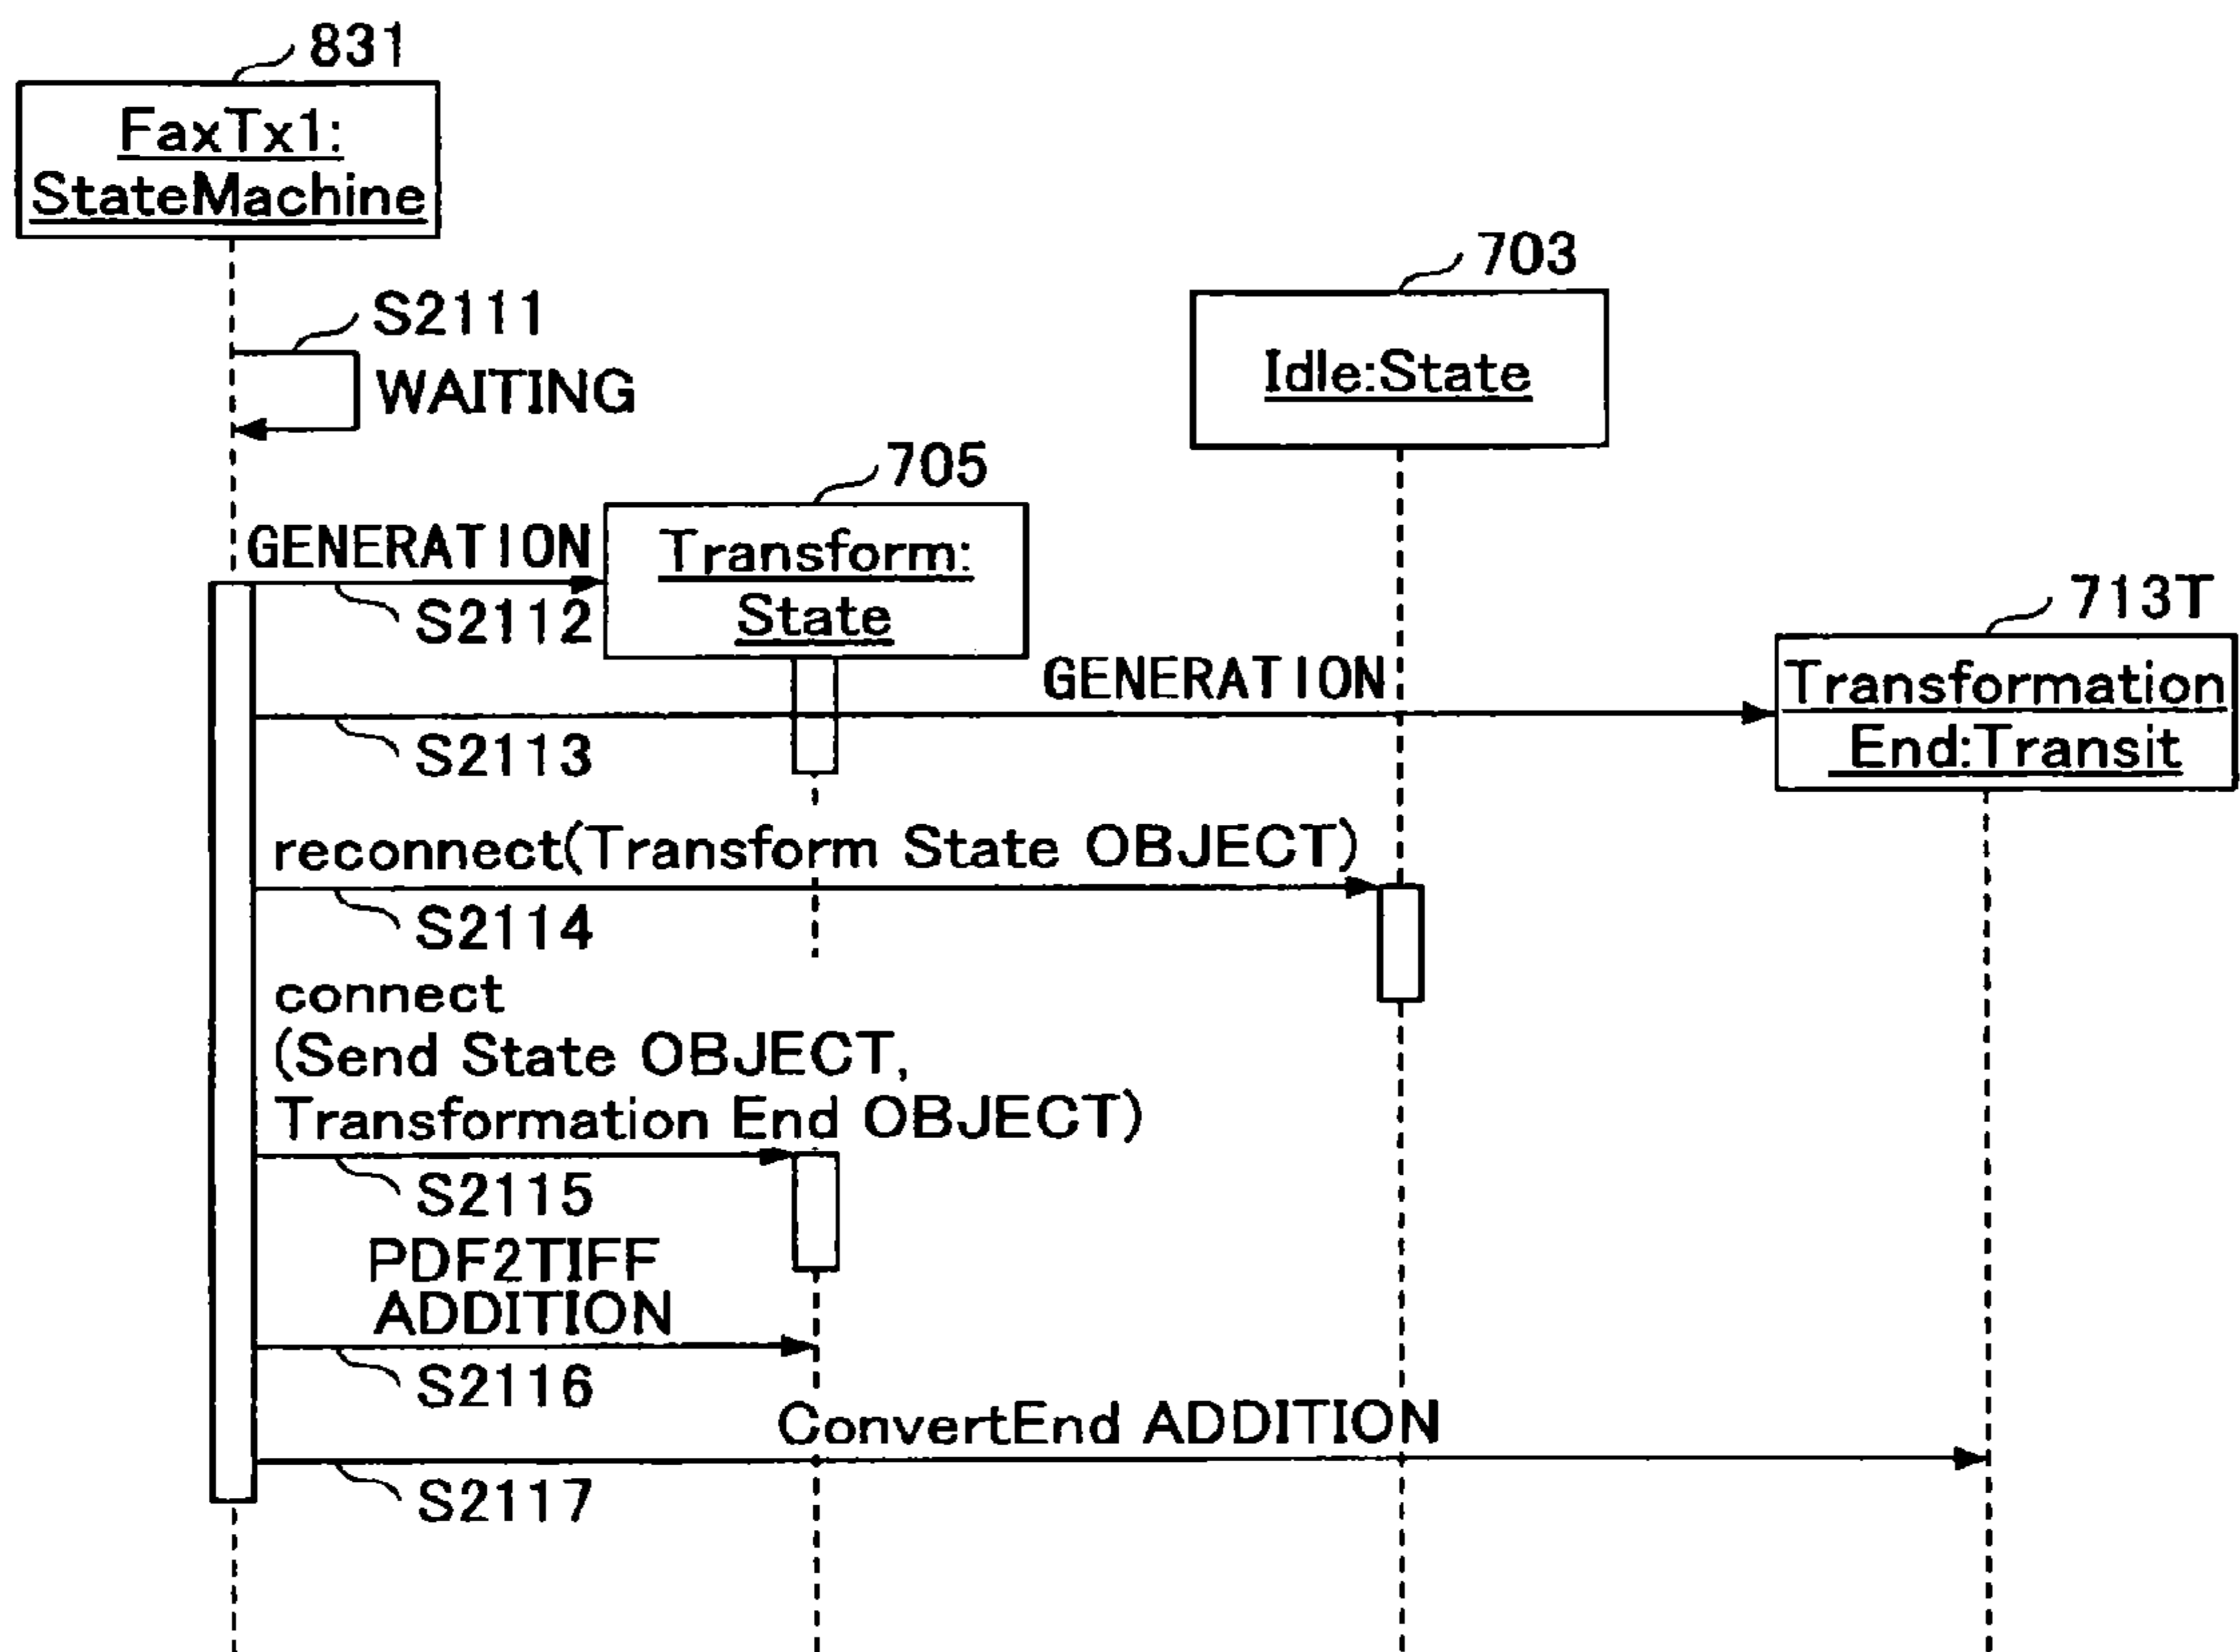 831
FaxTx1:
StateMachine
703
Idle:State
S2111
WAITING
705
Transform:
State
GENERATION
S2112
713T
Transformation
End:Transit
GENERATION
S2113
reconnect(Transform State OBJECT)
S2114
connect
(Send State OBJECT,
Transformation End OBJECT)
S2115
PDF2TIFF
ADDITION
S2116
ConvertEnd ADDITION
S2117